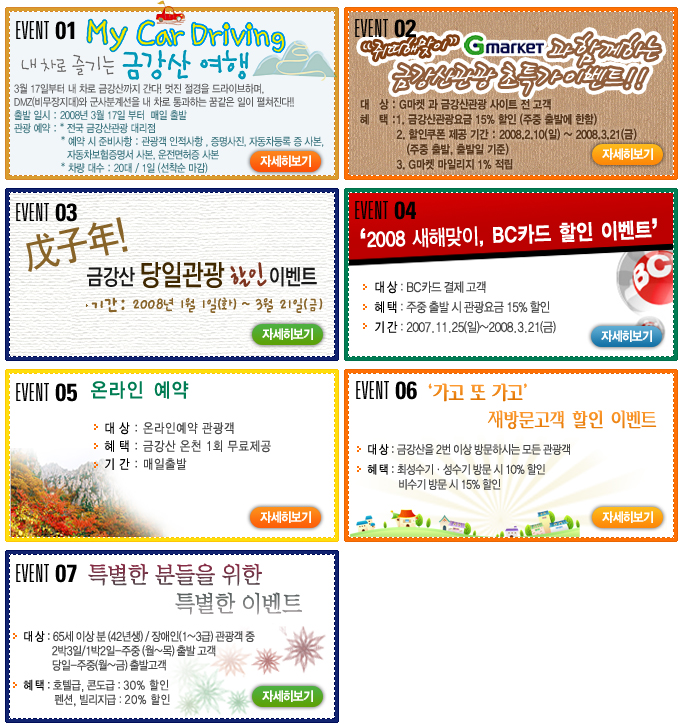 EVENT 01 My Car Driving
내 차로 즐기는 금강산 여행
3월 17일부터 내 차로 금강산까지 간다! 멋진 절경을 드라이브하며,
DMZ(비무장지대)와 군사분계선을 내 차로 통과하는 꿈같은 일이 펼쳐진다!!
출발 일시 : 2008년 3월 17일 부터 매일 출발
관광 예약 : * 전국 금강산관광 대리점
* 예약 시 준비사항 : 관광객 인적사항 , 증명사진, 자동차등록 증 사본,
자동차보험증명서 사본, 운전면허증 사본
* 차량 대수 : 20대 / 1일 (선착순 마감)
자세히보기
EVENT 02
Gmarket 과 함께하는
금강산관광 초특가 이벤트!!
대 상 : G마켓 과 금강산관광 사이트 전 고객
혜 택 :1. 금강산관광요금 15% 할인 (주중 출발에 한함)
2. 할인쿠폰 제공 기간 : 2008.2.10(일) ~ 2008.3.21(금)
(주중 출발, 출발일 기준)
3. G마켓 마일리지 1% 적립
자세히보기
EVENT 03
戊子年!
금강산 당일관광 할인 이벤트
·기간 : 2008년 1월 1일(화) ~ 3월 21일(금)
자세히보기
EVENT 04
‘2008 새해맞이, BC카드 할인 이벤트’
BC
대 상 : BC카드 결제 고객
혜 택 : 주중 출발 시 관광요금 15% 할인
기 간 : 2007.11.25(일)~2008.3.21(금)
자세히보기
EVENT 05 온라인 예약
대 상 : 온라인예약 관광객
혜 택 : 금강산 온천 1회 무료제공
기 간 : 매일출발
자세히보기
EVENT 06 ‘가고 또 가고’
재방문고객 할인 이벤트
대 상 : 금강산을 2번 이상 방문하시는 모든 관광객
혜 택 : 최성수기 · 성수기 방문 시 10% 할인
비수기 방문 시 15% 할인
자세히보기
EVENT 07 특별한 분들을 위한
특별한 이벤트
대 상 : 65세 이상 분 (42년생) / 장애인(1~3급) 관광객 중
2박3일/1박2일-주중 (월~목) 출발 고객
당일-주중(월~금) 출발고객
혜 택 : 호텔급, 콘도급 : 30% 할인
펜션, 빌리지급 : 20% 할인
자세히보기